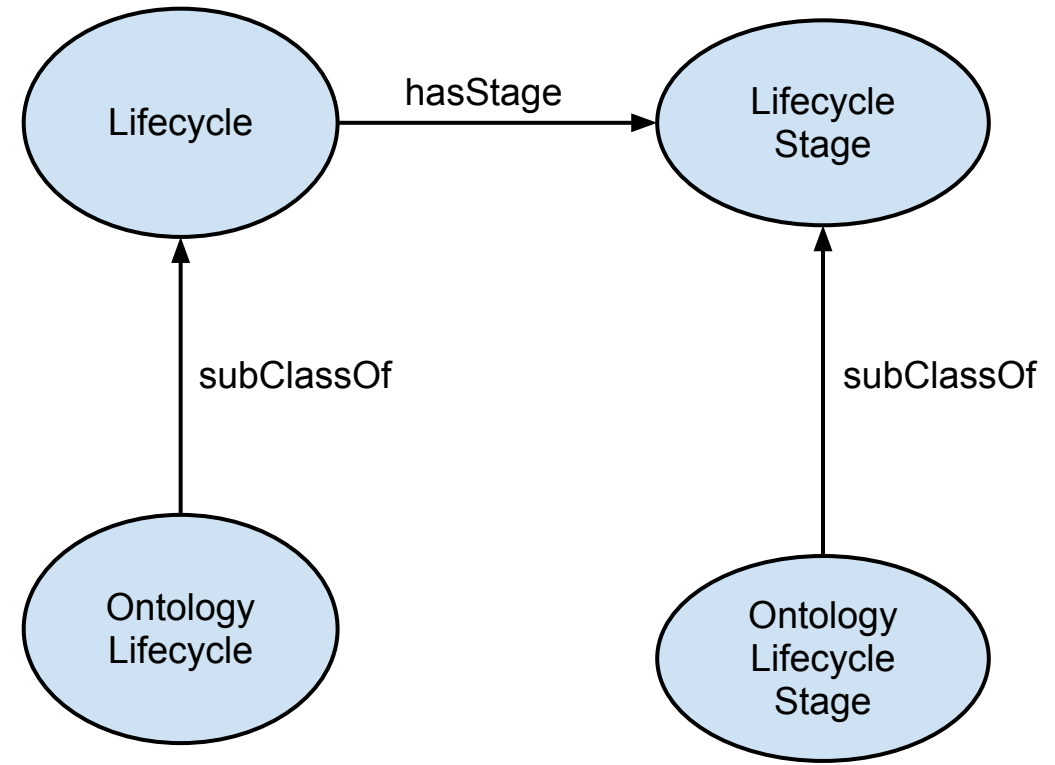 Lifecycle
hasStage
Lifecycle
Stage
subClassOf
subClassOf
Ontology
Lifecycle
Ontology
Lifecycle
Stage